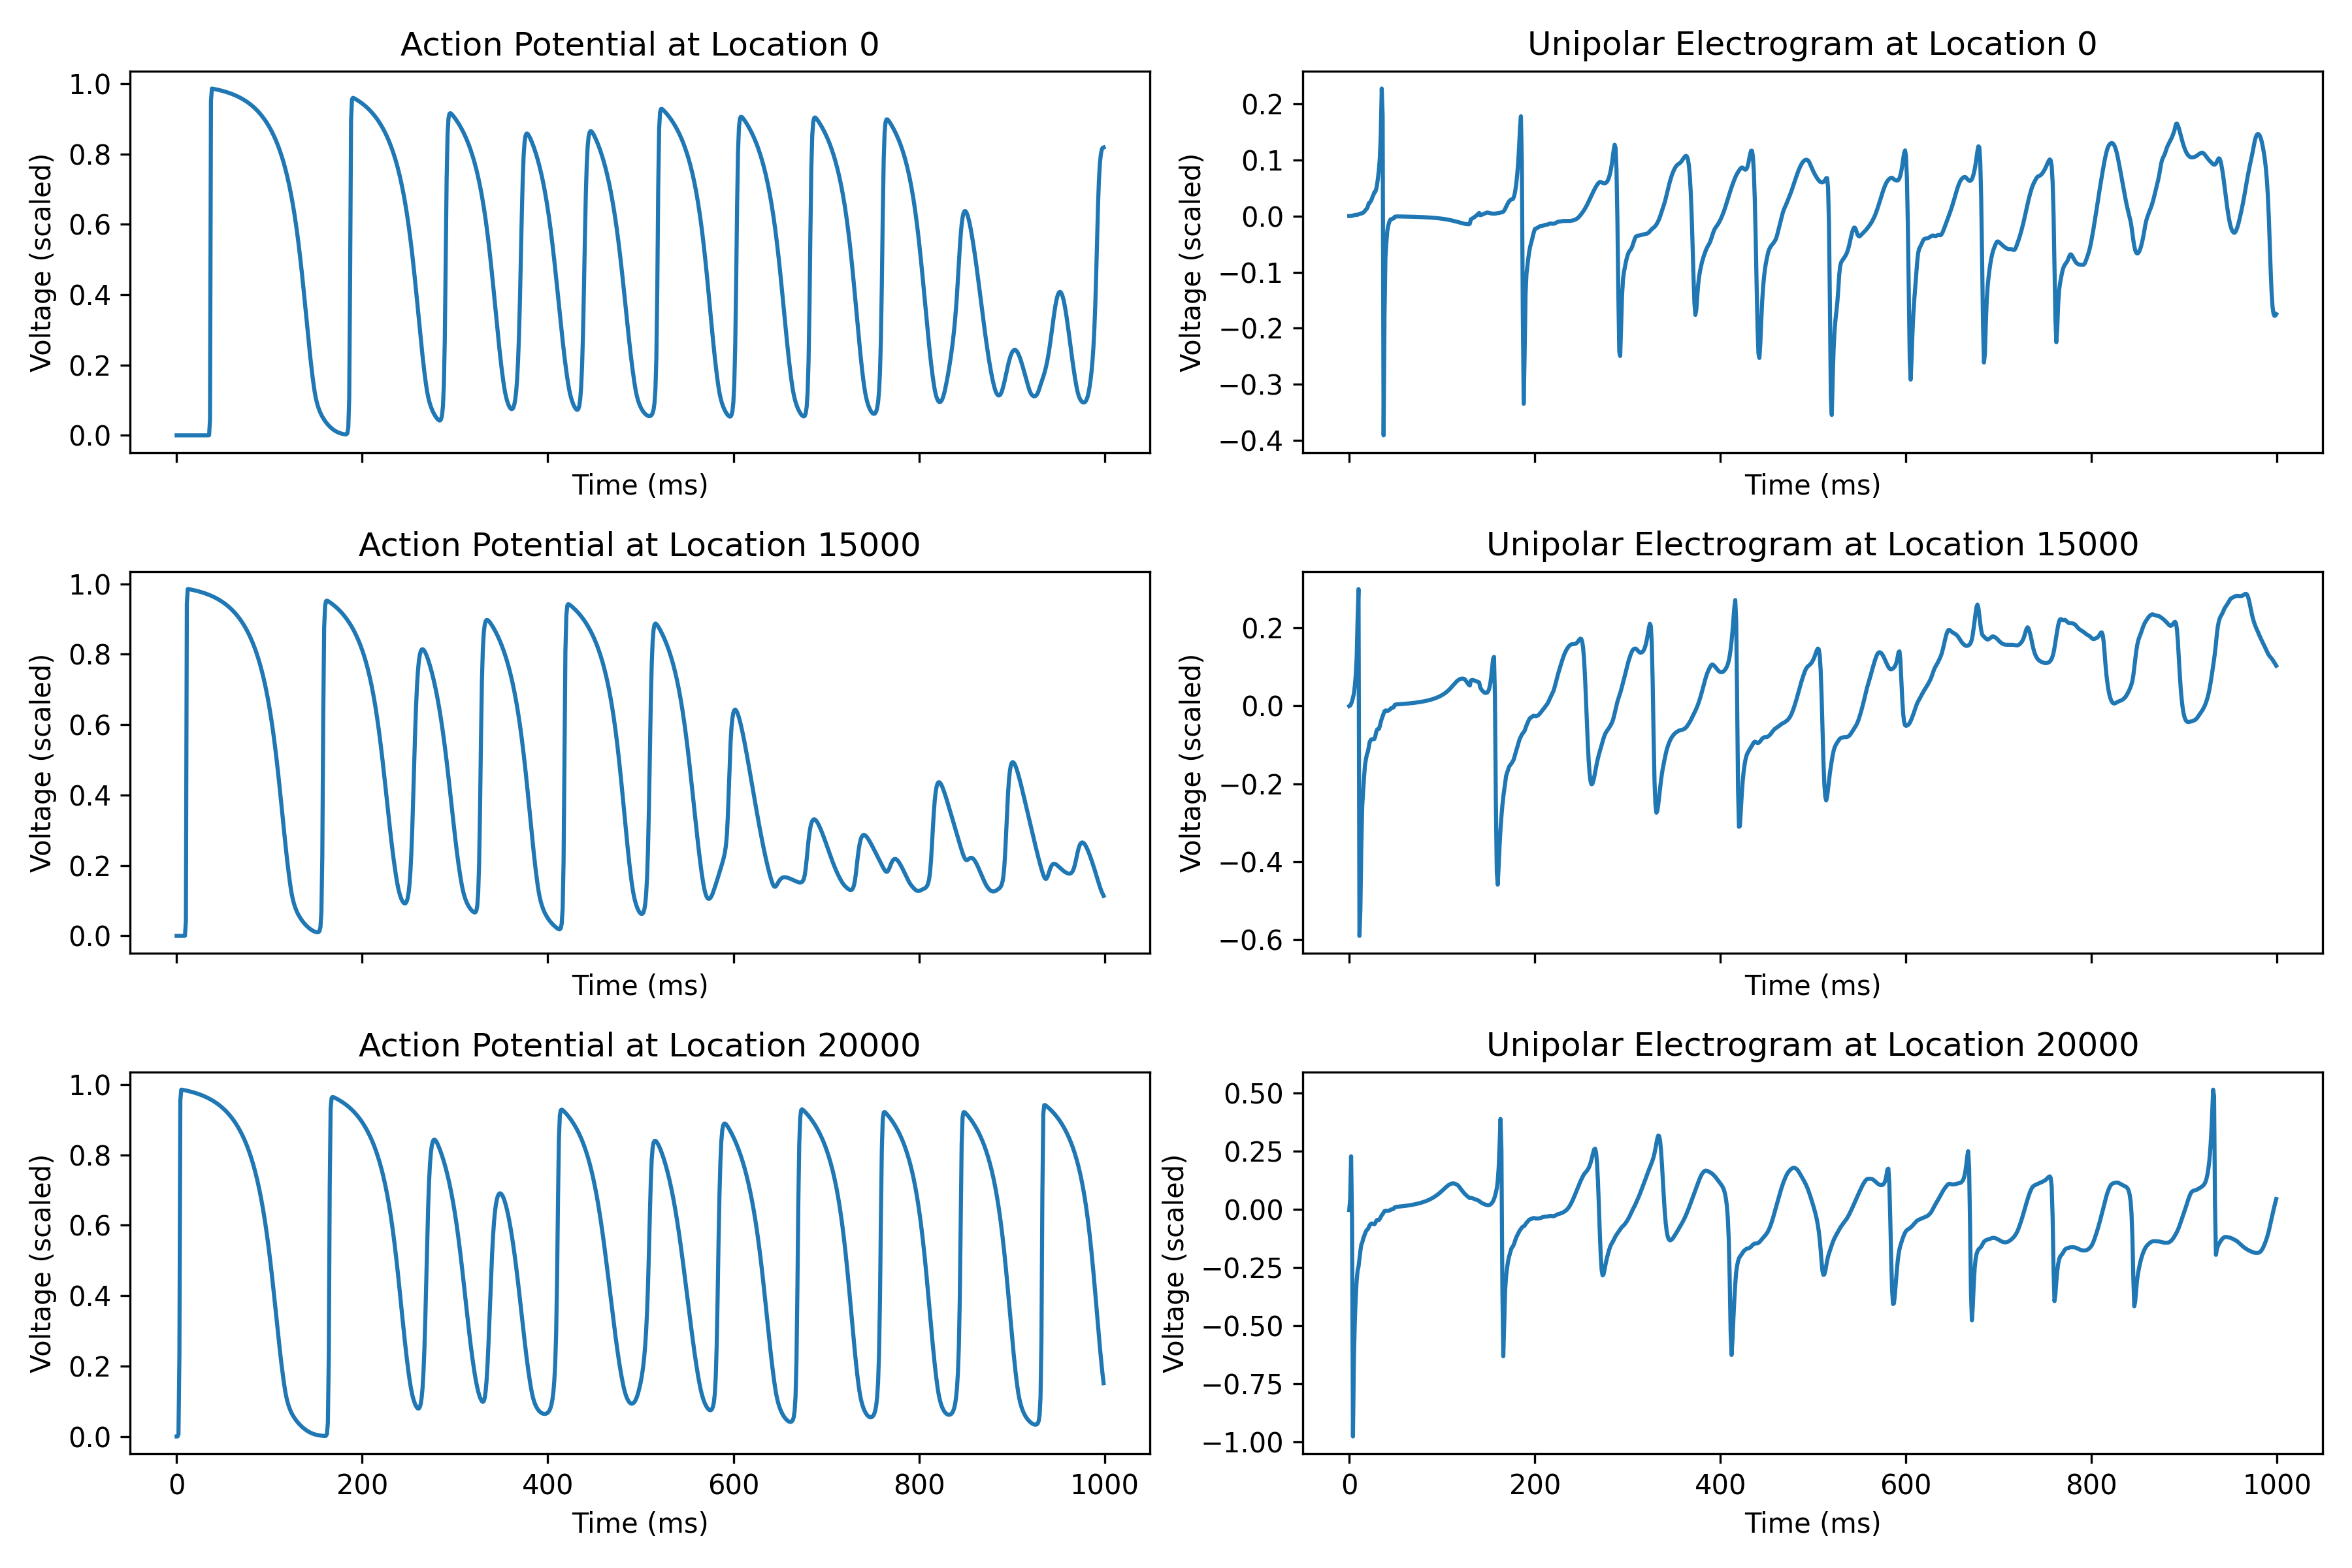 Action Potential at Location 0
Voltage (scaled)
1.0
0.8
0.6
0.4
0.2
0.0
Time (ms)
Unipolar Electrogram at Location 0
Voltage (scaled)
0.2
0.1
0.0
−0.1
−0.2
−0.3
−0.4
Time (ms)
Action Potential at Location 15000
Voltage (scaled)
1.0
0.8
0.6
0.4
0.2
0.0
Time (ms)
Unipolar Electrogram at Location 15000
Voltage (scaled)
0.2
0.0
−0.2
−0.4
−0.6
Time (ms)
Action Potential at Location 20000
Voltage (scaled)
1.0
0.8
0.6
0.4
0.2
0.0
0 200 400 600 800 1000
Time (ms)
Unipolar Electrogram at Location 20000
Voltage (scaled)
0.50
0.25
0.00
−0.25
−0.50
−0.75
−1.00
0 200 400 600 800 1000
Time (ms)